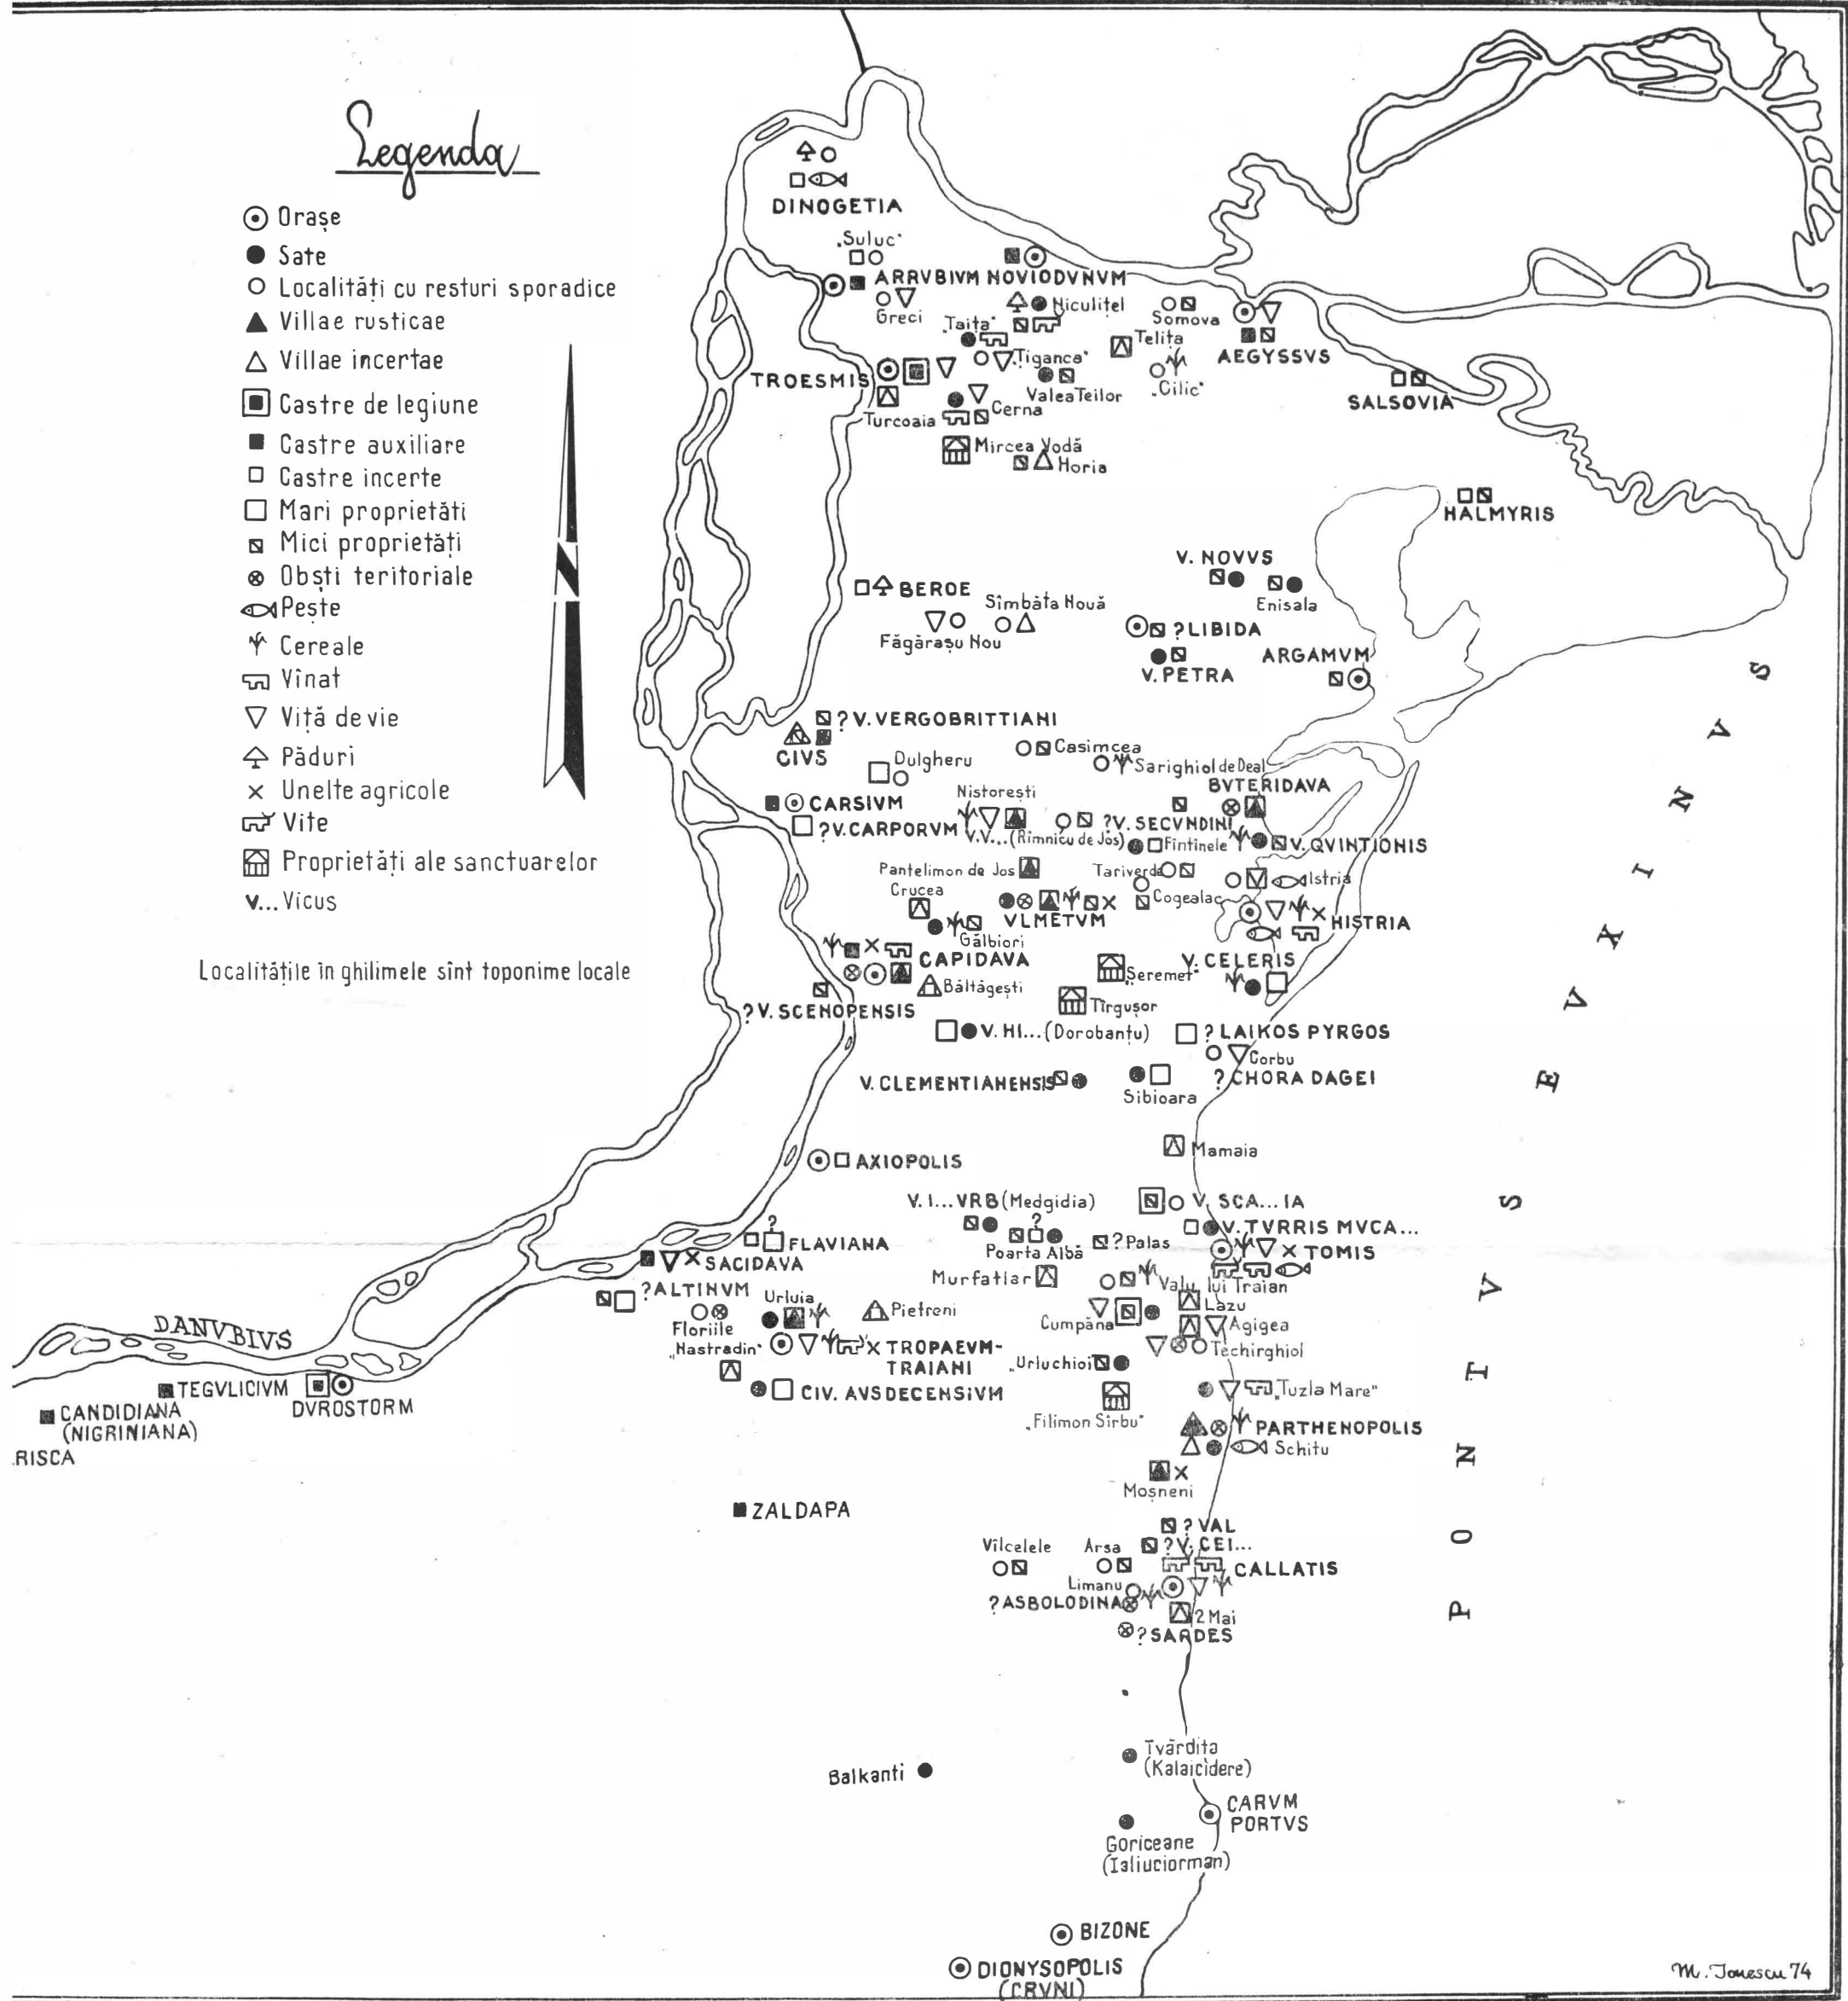 Legenda
Orașe
Sate
Localități cu resturi sporadice
Villae rusticae
Villae incertae
Castre de legiune
Castre auxiliare
Castre incerte
Mari proprietăți
Mici proprietăți
Obști teritoriale
Pește
Cereale
Vînat
Viță de vie
Păduri
Unelte agricole
Vite
Proprietăți ale sanctuarelor
V... Vicus
Localitățile în ghilimele sînt toponime locale
N
DINOGETIA
„Suluc"
ARRVBIVM NOVIODVNVM
Greci
Niculițel
Somova
„Taița"
Telița
AEGYSSVS
„Țiganca"
TROESMIS
Valea Teilor
„Cilic"
SALSOVIA
Cerna
Turcoaia
Mircea Vodă
Horia
HALMYRIS
V. NOVVS
Enisala
BEROE
Sîmbăta Nouă
Făgărașu Nou
?LIBIDA
V. PETRA
ARGAMVM
?V. VERGOBRITTIANI
CIVS
Casimcea
Dulgheru
Sarighiol de Deal
BVTERIDAVA
Nistorești
CARSIVM
?V. CARPORVM
?V. SECVNDINI
V.V...(Rîmnicu de Jos)
Fîntinele
V. QVINTIONIS
Pantelimon de Jos
Tariverde
Istria
Crucea
Cogealac
VLMETVM
HISTRIA
Gălbiori
CAPIDAVA
V. CELERIS
„Șeremet"
Băltăgești
Tîrgușor
?V. SCENOPENSIS
V. HI...(Dorobanțu)
? LAIKOS PYRGOS
Corbu
V. CLEMENTIANENSIS
? CHORA DAGEI
Sibioara
Mamaia
AXIOPOLIS
V. I...VRB (Medgidia)
V. SCA...IA
V. TVRRIS MVCA...
?
?
FLAVIANA
Poarta Albă
? Palas
TOMIS
SACIDAVA
Murfatlar
Valu lui Traian
?ALTINVM
Urluia
Lazu
Floriile
Pietreni
Cumpăna
Agigea
DANVBIVS
„Nastradin"
TROPAEVM-
TRAIANI
Techirghiol
„Urluchioi"
TEGVLICIVM
DVROSTORM
CIV. AVSDECENSIVM
„Tuzla Mare"
CANDIDIANA
(NIGRINIANA)
„Filimon Sîrbu"
PARTHENOPOLIS
Schitu
RISCA
Moșneni
ZALDAPA
? VAL
Vîlcelele
Arsa
? V. CEI...
CALLATIS
Limanu
? ASBOLODINA
2 Mai
?SARDES
Tvărdița
(Kalaicidere)
Balkanti
CARVM
PORTVS
Goriceane
(Ialiuciorman)
BIZONE
DIONYSOPOLIS
(CRVNI)
PONTVS EVXINVS
M. Ionescu 74